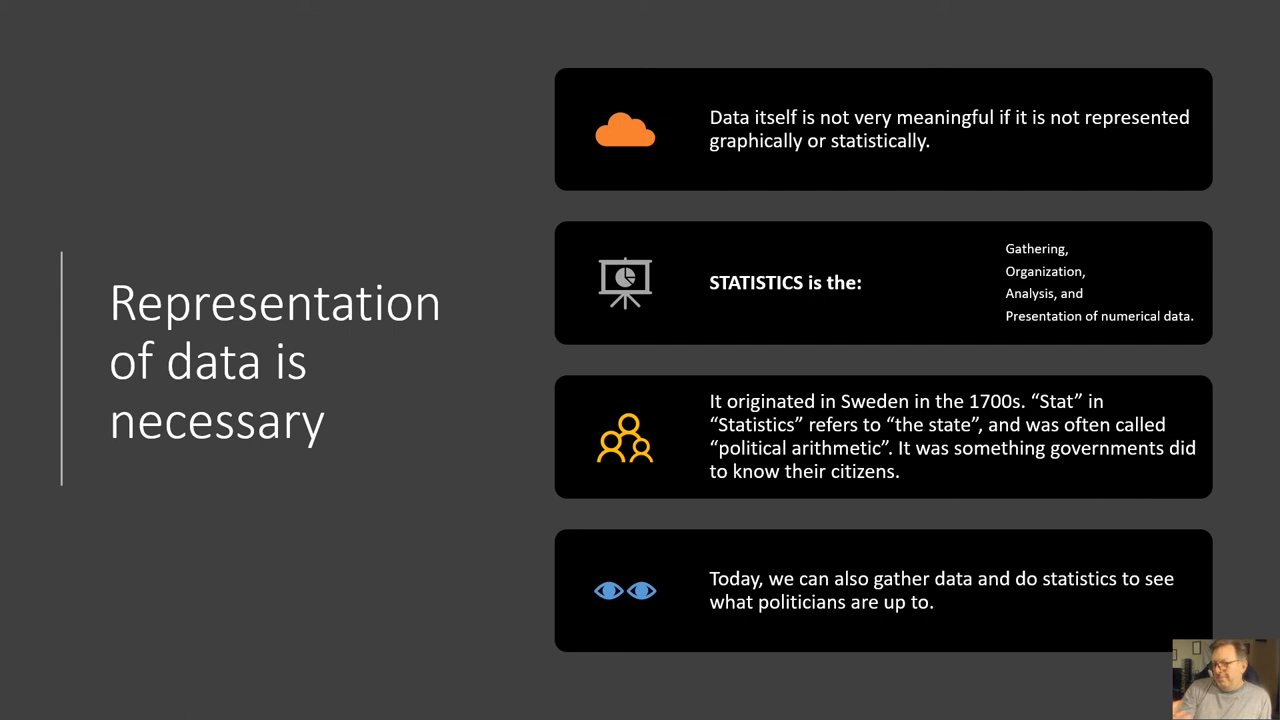 Representation
of data is
necessary
Data itself is not very meaningful if it is not represented
graphically or statistically.
STATISTICS is the:
Gathering,
Organization,
Analysis, and
Presentation of numerical data.
It originated in Sweden in the 1700s. “Stat” in
“Statistics” refers to “the state”, and was often called
“political arithmetic”. It was something governments did
to know their citizens.
Today, we can also gather data and do statistics to see
what politicians are up to.